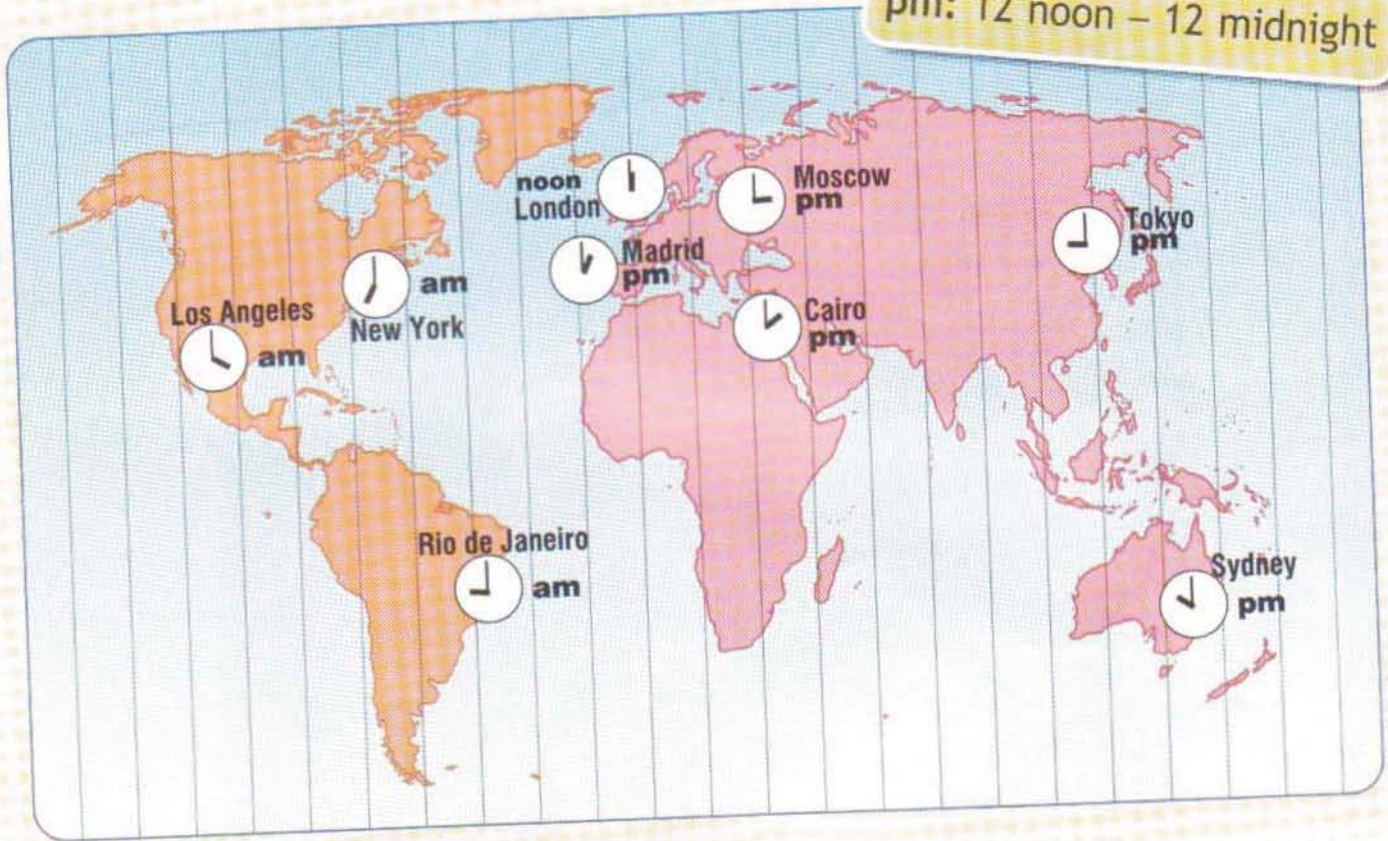 pm: 12 noon – 12 midnight
noon
London
Moscow
pm
Tokyo
pm
Madrid
pm
am
New York
Los Angeles
am
Cairo
pm
Rio de Janeiro
am
Sydney
pm